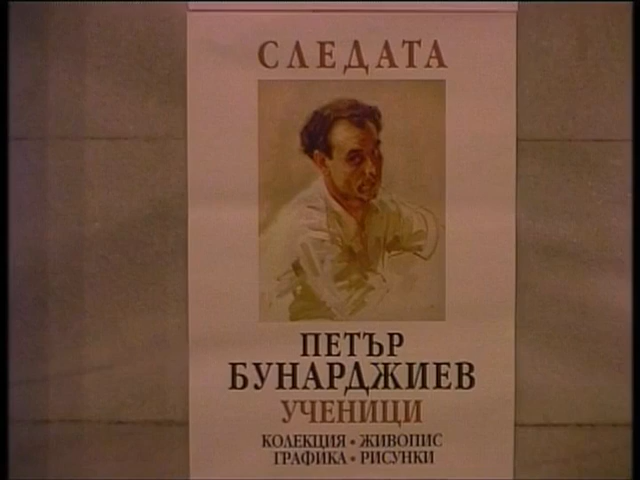 СЛЕДАТА
ПЕТЪР
БУНАРДЖИЕВ
УЧЕНИЦИ
КОЛЕКЦИЯ • ЖИВОПИС
ГРАФИКА • РИСУНКИ